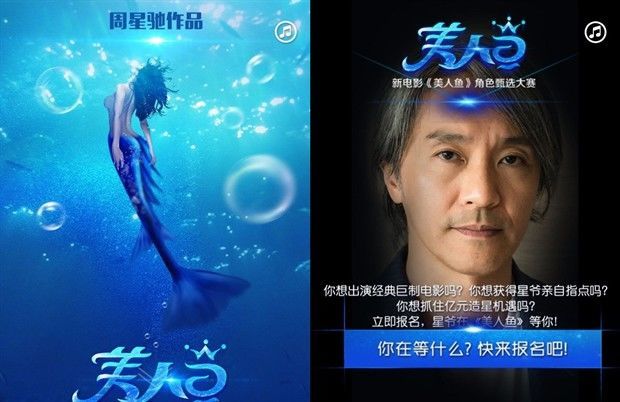 周星驰作品
美人鱼
美人鱼
新电影《美人鱼》角色甄选大赛
你想出演经典巨制电影吗?你想获得星爷亲自指点吗?
你想抓住亿元造星机遇吗?
立即报名,星爷在《美人鱼》等你!
你在等什么?快来报名吧!